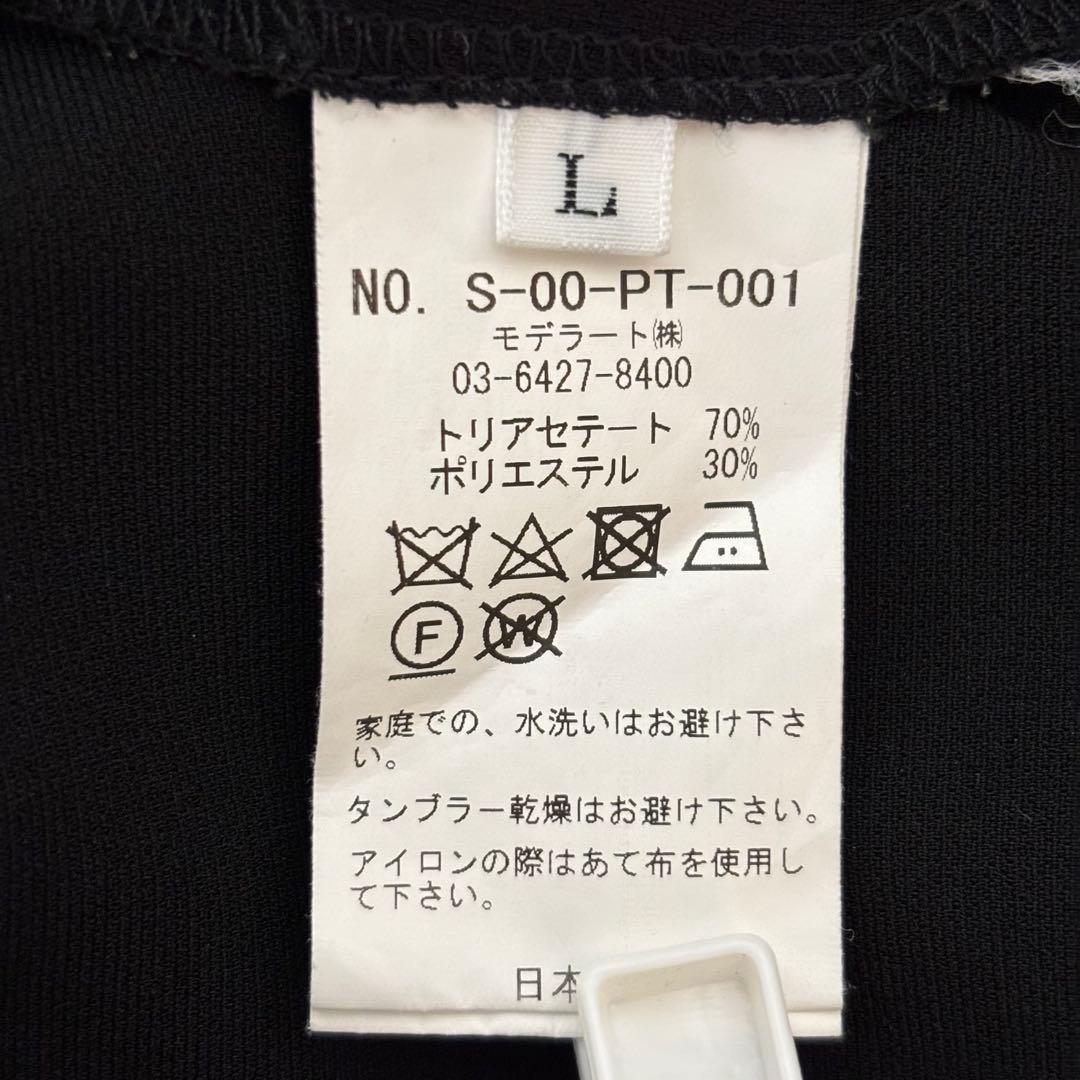 L
NO. S-00-PT-001
モデラート㈱
03-6427-8400
トリアセテート 70%
ポリエステル 30%
F
W
家庭での、水洗いはお避け下さ
い。
タンブラー乾燥はお避け下さい。
アイロンの際はあて布を使用し
て下さい。
日本